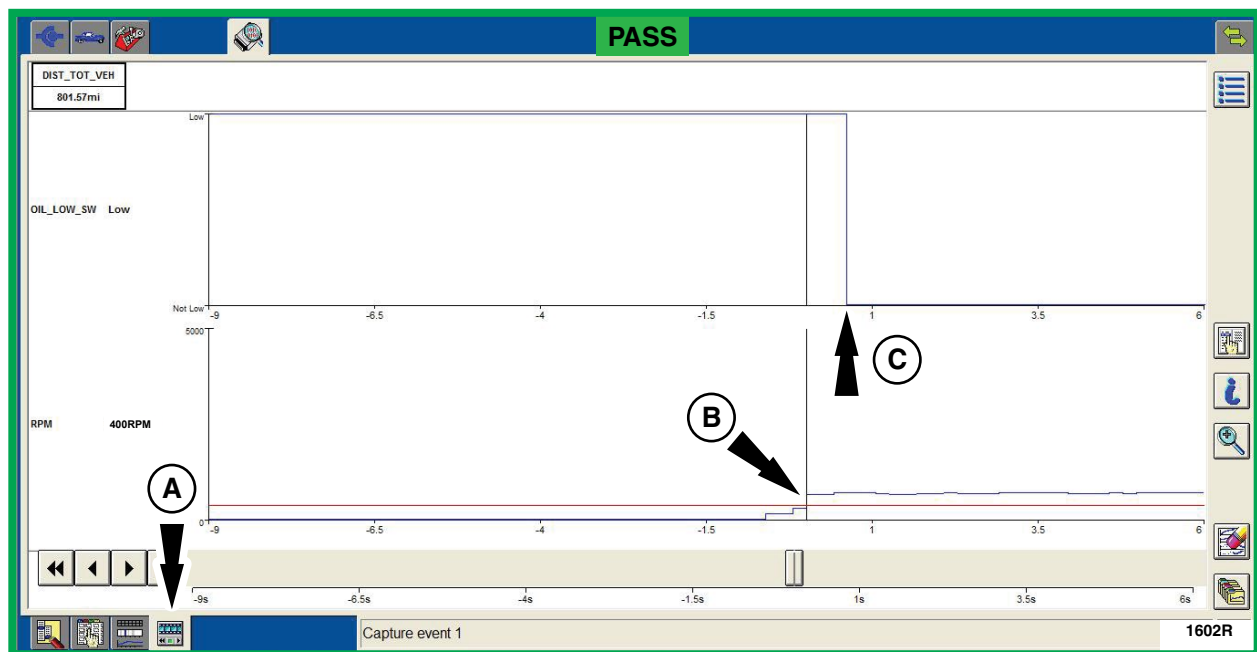 PASS
DIST_TOT_VEH
801.57mi
Low
OIL_LOW_SW Low
Not Low
-9 -6.5 -4 -1.5 1 3.5 6
C
5000
B
RPM 400RPM
A
0
-9 -6.5 -4 -1.5 1 3.5 6
-9s -6.5s -4s -1.5s 1s 3.5s 6s
Capture event 1
1602R